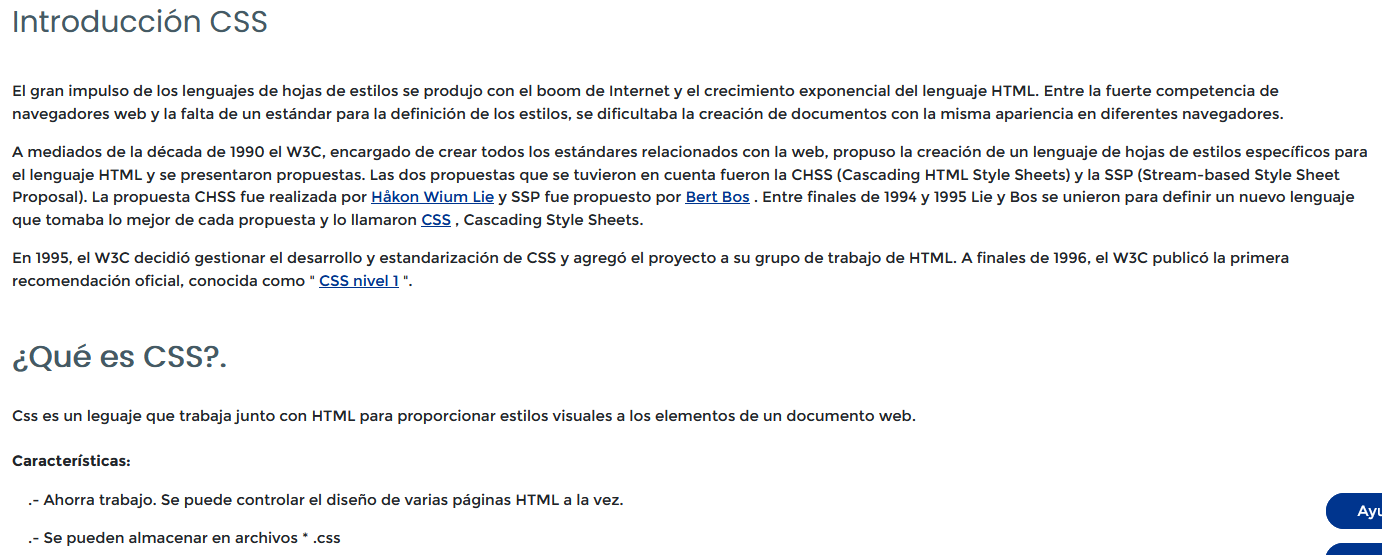 Introducción CSS
El gran impulso de los lenguajes de hojas de estilos se produjo con el boom de Internet y el crecimiento exponencial del lenguaje HTML. Entre la fuerte competencia de
navegadores web y la falta de un estándar para la definición de los estilos, se dificultaba la creación de documentos con la misma apariencia en diferentes navegadores.
A mediados de la década de 1990 el W3C, encargado de crear todos los estándares relacionados con la web, propuso la creación de un lenguaje de hojas de estilos específicos para
el lenguaje HTML y se presentaron propuestas. Las dos propuestas que se tuvieron en cuenta fueron la CHSS (Cascading HTML Style Sheets) y la SSP (Stream-based Style Sheet
Proposal). La propuesta CHSS fue realizada por Håkon Wium Lie y SSP fue propuesto por Bert Bos . Entre finales de 1994 y 1995 Lie y Bos se unieron para definir un nuevo lenguaje
que tomaba lo mejor de cada propuesta y lo llamaron CSS , Cascading Style Sheets.
En 1995, el W3C decidió gestionar el desarrollo y estandarización de CSS y agregó el proyecto a su grupo de trabajo de HTML. A finales de 1996, el W3C publicó la primera
recomendación oficial, conocida como " CSS nivel 1 ".
¿Qué es CSS?.
Css es un leguaje que trabaja junto con HTML para proporcionar estilos visuales a los elementos de un documento web.
Características:
.- Ahorra trabajo. Se puede controlar el diseño de varias páginas HTML a la vez.
.- Se pueden almacenar en archivos * .css